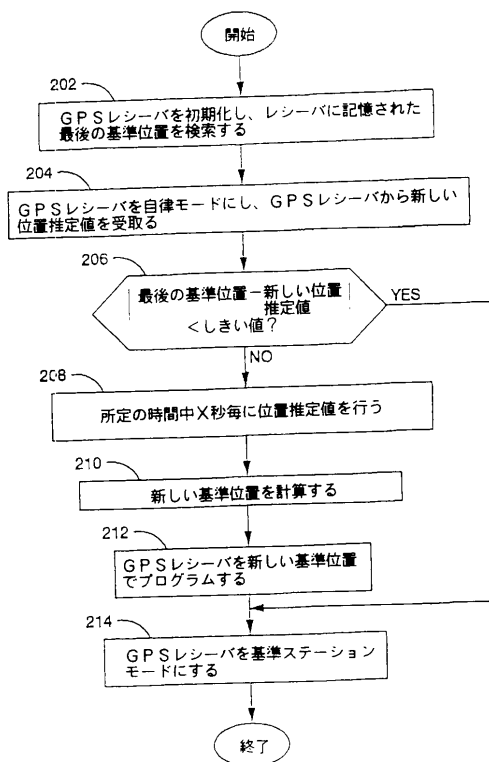 開始
202
GPSレシーバを初期化し、レシーバに記憶された
最後の基準位置を検索する
204
GPSレシーバを自律モードにし、GPSレシーバから新しい
位置推定値を受取る
206
|最後の基準位置－新しい位置|
推定値
＜しきい値？
YES
NO
208
所定の時間中X秒毎に位置推定値を行う
210
新しい基準位置を計算する
212
GPSレシーバを新しい基準位置
でプログラムする
214
GPSレシーバを基準ステーション
モードにする
終了